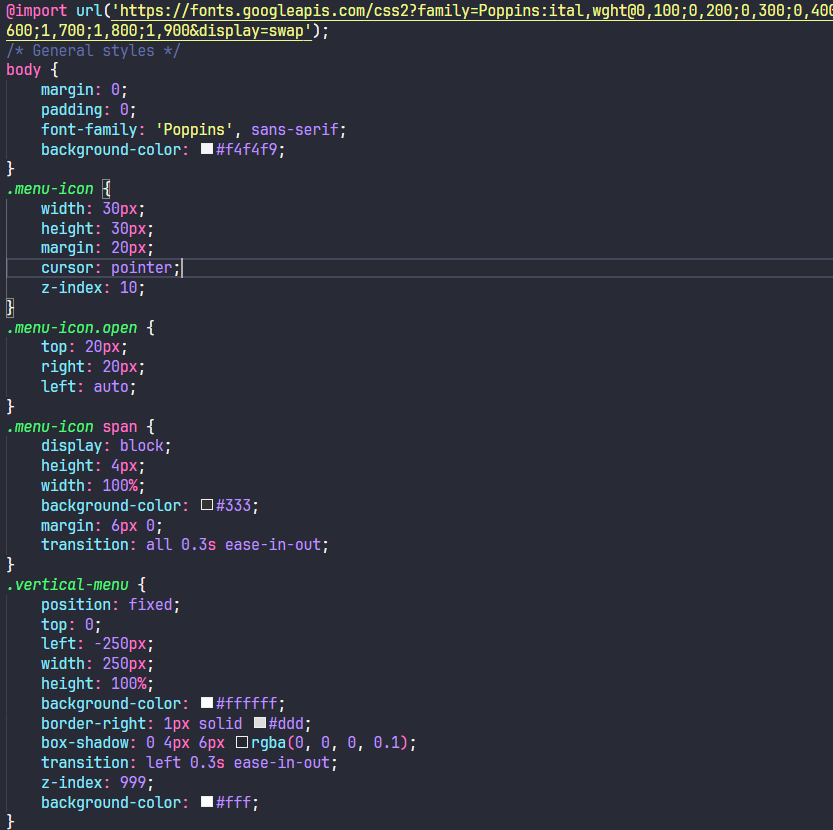 @import url('https://fonts.googleapis.com/css2?family=Poppins:ital,wght@0,100;0,200;0,300;0,400
600;1,700;1,800;1,900&display=swap');
/* General styles */
body {
    margin: 0;
    padding: 0;
    font-family: 'Poppins', sans-serif;
    background-color: #f4f4f9;
}
.menu-icon {
    width: 30px;
    height: 30px;
    margin: 20px;
    cursor: pointer;
    z-index: 10;
}
.menu-icon.open {
    top: 20px;
    right: 20px;
    left: auto;
}
.menu-icon span {
    display: block;
    height: 4px;
    width: 100%;
    background-color: #333;
    margin: 6px 0;
    transition: all 0.3s ease-in-out;
}
.vertical-menu {
    position: fixed;
    top: 0;
    left: -250px;
    width: 250px;
    height: 100%;
    background-color: #ffffff;
    border-right: 1px solid #ddd;
    box-shadow: 0 4px 6px rgba(0, 0, 0, 0.1);
    transition: left 0.3s ease-in-out;
    z-index: 999;
    background-color: #fff;
}